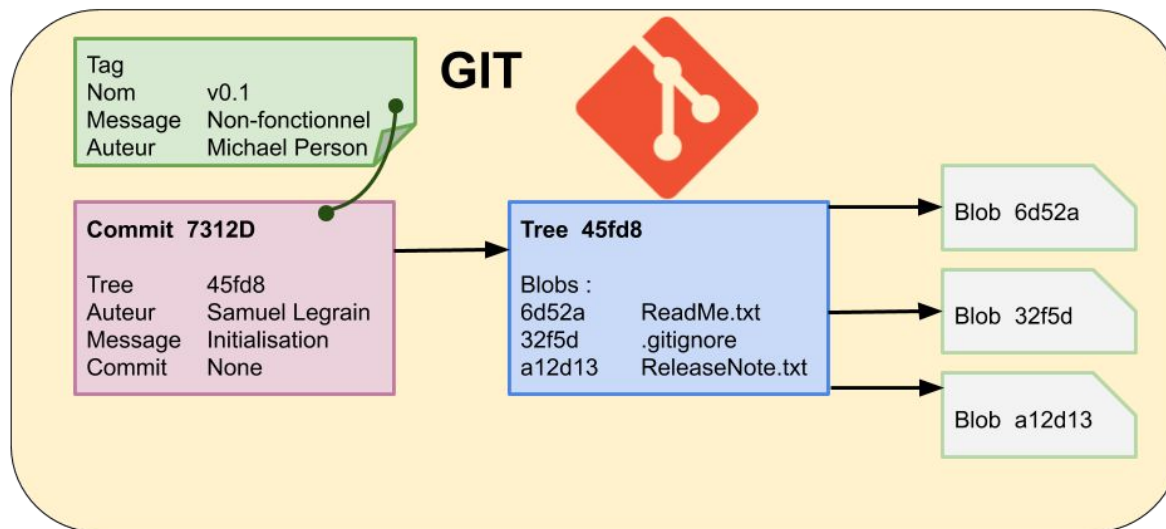 GIT
Tag
Nom v0.1
Message Non-fonctionnel
Auteur Michael Person
Commit 7312D
Tree 45fd8
Auteur Samuel Legrain
Message Initialisation
Commit None
Tree 45fd8
Blobs :
6d52a ReadMe.txt
32f5d .gitignore
a12d13 ReleaseNote.txt
Blob 6d52a
Blob 32f5d
Blob a12d13